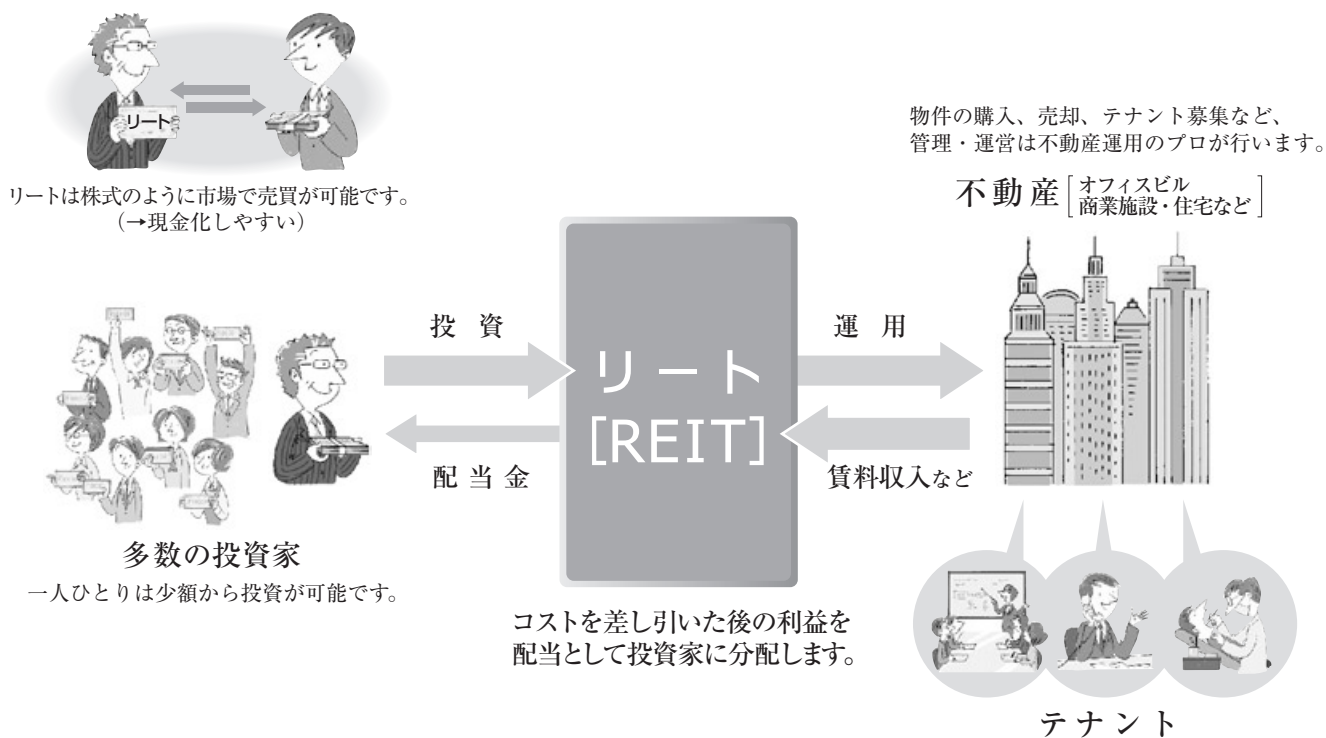 リート
リートは株式のように市場で売買が可能です。
（→現金化しやすい）
物件の購入、売却、テナント募集など、
管理・運営は不動産運用のプロが行います。
不動産[オフィスビル
商業施設・住宅など]
投資
運用
リート
[REIT]
配当金
賃料収入など
多数の投資家
一人ひとりは少額から投資が可能です。
コストを差し引いた後の利益を
配当として投資家に分配します。
テナント